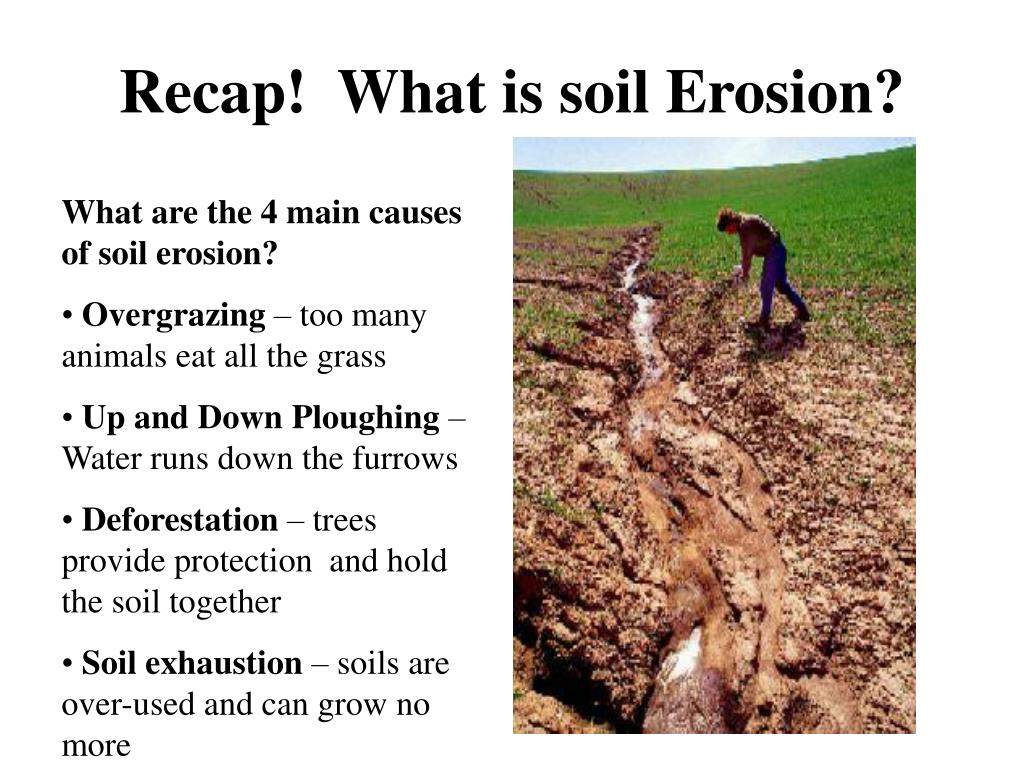 Recap!  What is soil Erosion?
What are the 4 main causes
of soil erosion?
• Overgrazing – too many
animals eat all the grass
• Up and Down Ploughing –
Water runs down the furrows
• Deforestation – trees
provide protection  and hold
the soil together
• Soil exhaustion – soils are
over-used and can grow no
more